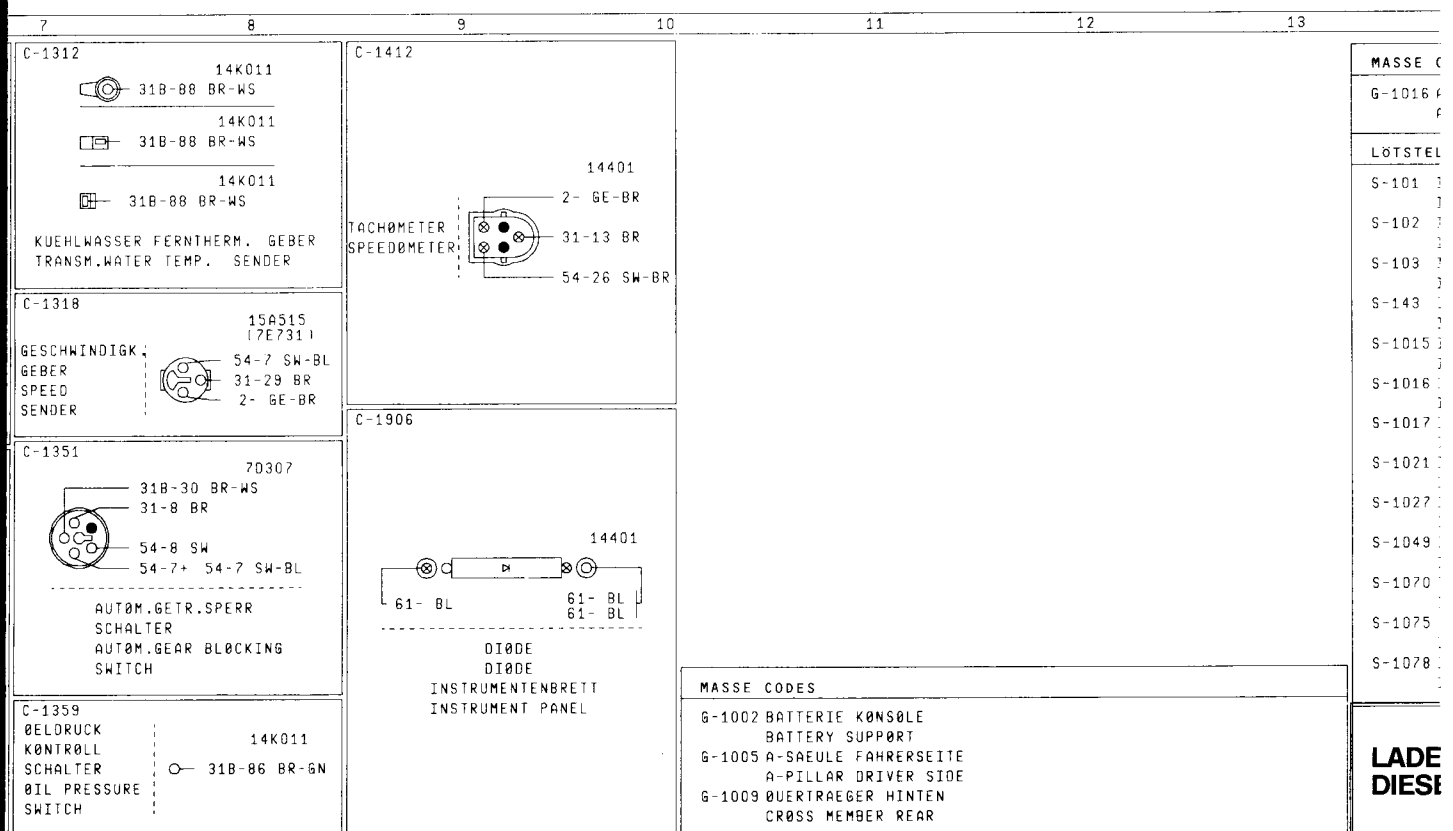 7 8 9 10 11 12 13
C-1312
14K011
31B-88 BR-WS
14K011
31B-88 BR-WS
14K011
31B-88 BR-WS
KUEHLWASSER FERNTHERM. GEBER
TRANSM.WATER TEMP. SENDER
C-1318
15A515
(7E731)
GESCHWINDIGK.
GEBER
SPEED
SENDER
54-7 SW-BL
31-29 BR
2- GE-BR
C-1351
7D307
31B-30 BR-WS
31-8 BR
54-8 SW
54-7+ 54-7 SW-BL
AUTØM.GETR.SPERR
SCHALTER
AUTØM.GEAR BLØCKING
SWITCH
C-1359
ØELDRUCK
KØNTRØLL
SCHALTER
ØIL PRESSURE
SWITCH
14K011
31B-86 BR-GN
C-1412
14401
TACHØMETER
SPEEDØMETER
2- GE-BR
31-13 BR
54-26 SW-BR
C-1906
14401
61- BL
61- BL
61- BL
DIØDE
DIØDE
INSTRUMENTENBRETT
INSTRUMENT PANEL
MASSE CODES
G-1002 BATTERIE KØNSØLE
BATTERY SUPPØRT
G-1005 A-SAEULE FAHRERSEITE
A-PILLAR DRIVER SIDE
G-1009 QUERTRAEGER HINTEN
CRØSS MEMBER REAR
MASSE
G-1016
LÖTSTEL
S-101
S-102
S-103
S-143
S-1015
S-1016
S-1017
S-1021
S-1027
S-1049
S-1070
S-1075
S-1078
LADE
DIESE